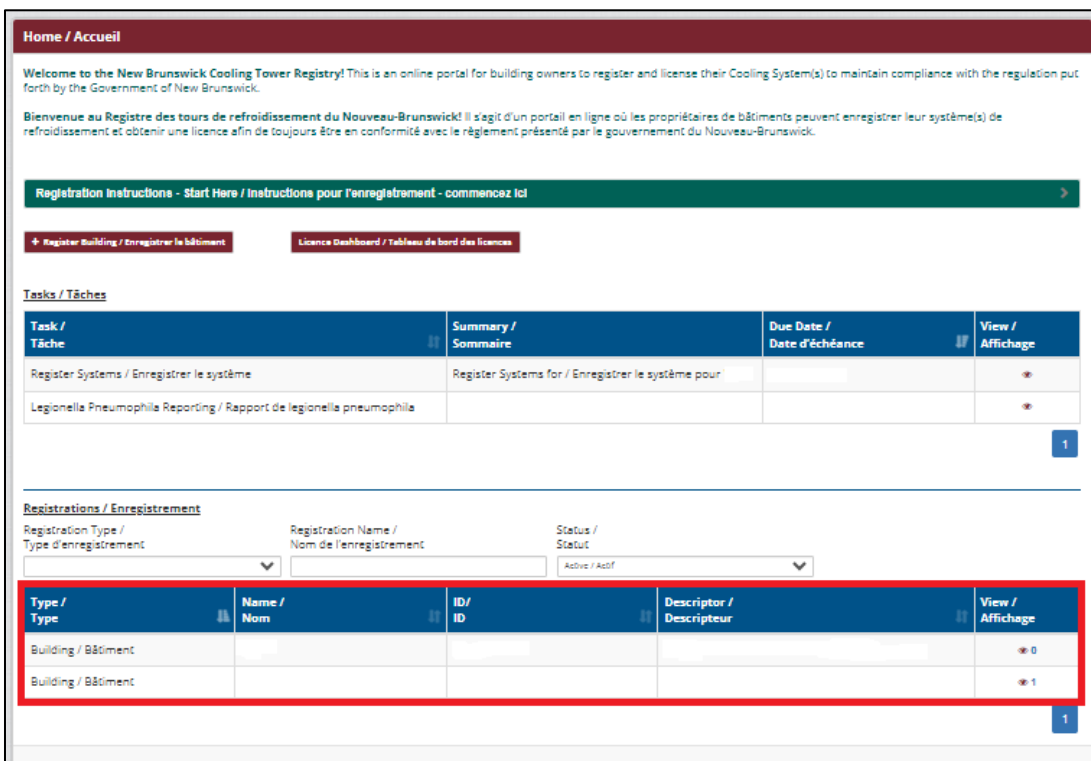 Home / Accueil
Welcome to the New Brunswick Cooling Tower Registry! This is an online portal for building owners to register and license their Cooling System(s) to maintain compliance with the regulation put
forth by the Government of New Brunswick.
Bienvenue au Registre des tours de refroidissement du Nouveau-Brunswick! Il s'agit d'un portail en ligne où les propriétaires de bâtiments peuvent enregistrer leur système(s) de
refroidissement et obtenir une licence afin de toujours être en conformité avec le règlement présenté par le gouvernement du Nouveau-Brunswick.
Registration Instructions - Start Here / Instructions pour l'enregistrement - commencez ici
+ Register Building / Enregistrer le bâtiment Licence Dashboard / Tableau de bord des licences
Tasks / Tâches
Task / Summary / Due Date / View /
Tâche Sommaire Date d'échéance Affichage
Register Systems / Enregistrer le système Register Systems for / Enregistrer le système pour
Legionella Pneumophila Reporting / Rapport de legionella pneumophila
1
Registrations / Enregistrement
Registration Type / Registration Name / Status /
Type d'enregistrement Nom de l'enregistrement Statut
Active / Actif
Type / Name / ID/ Descriptor / View /
Type Nom ID Descripteur Affichage
Building / Bâtiment 0
Building / Bâtiment 1
1